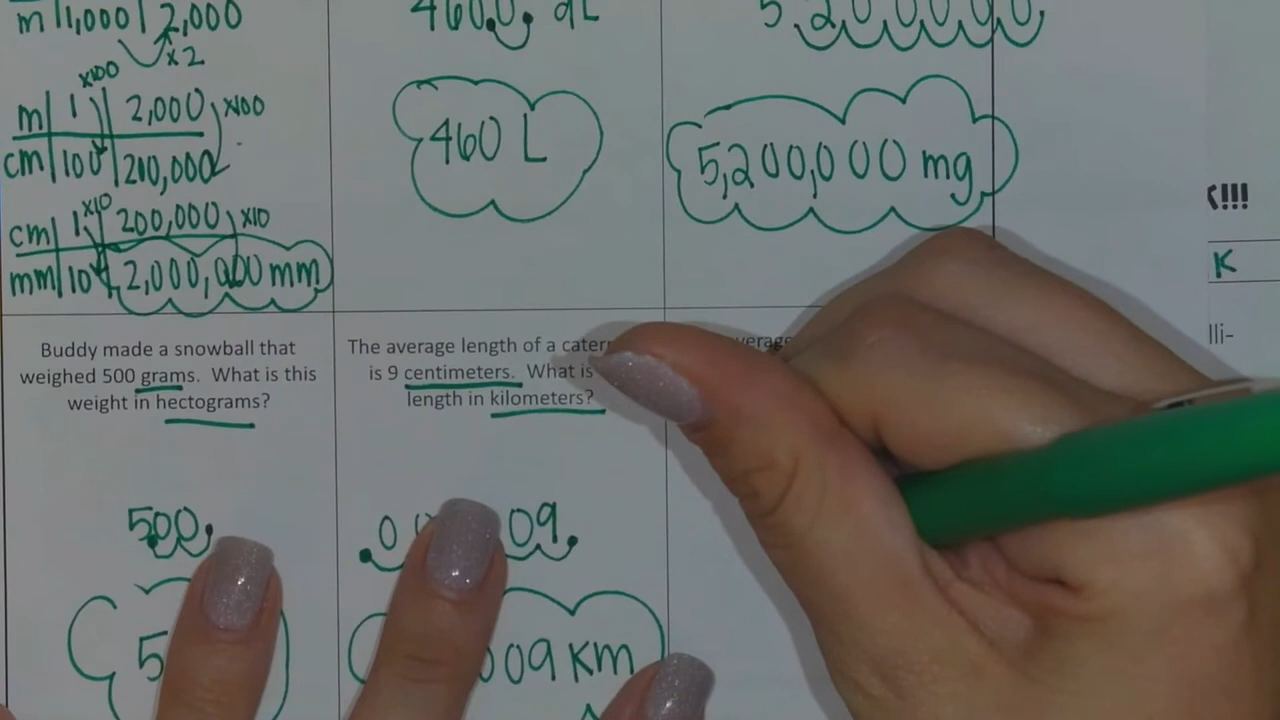 m 1,000 2,000
x2
x100
m 1 2,000 x100
cm 100 200,000
x10
cm 1 200,000 x10
mm 10 2,000,000 mm
460 L
5,200,000 mg
!!!
K
lli-
Buddy made a snowball that
weighed 500 grams. What is this
weight in hectograms?
500.
5
The average length of a
is 9 centimeters. What is
length in kilometers?
09.
009 Km